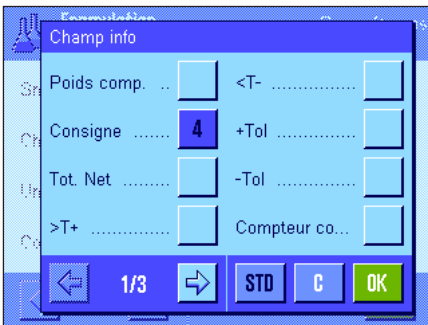 Formulation
Champ info
Poids comp. ..
Consigne ....... 4
Tot. Net .........
>T+ ...............
<T- ................
+Tol ..............
-Tol ...............
Compteur co...
1/3
STD
C
OK